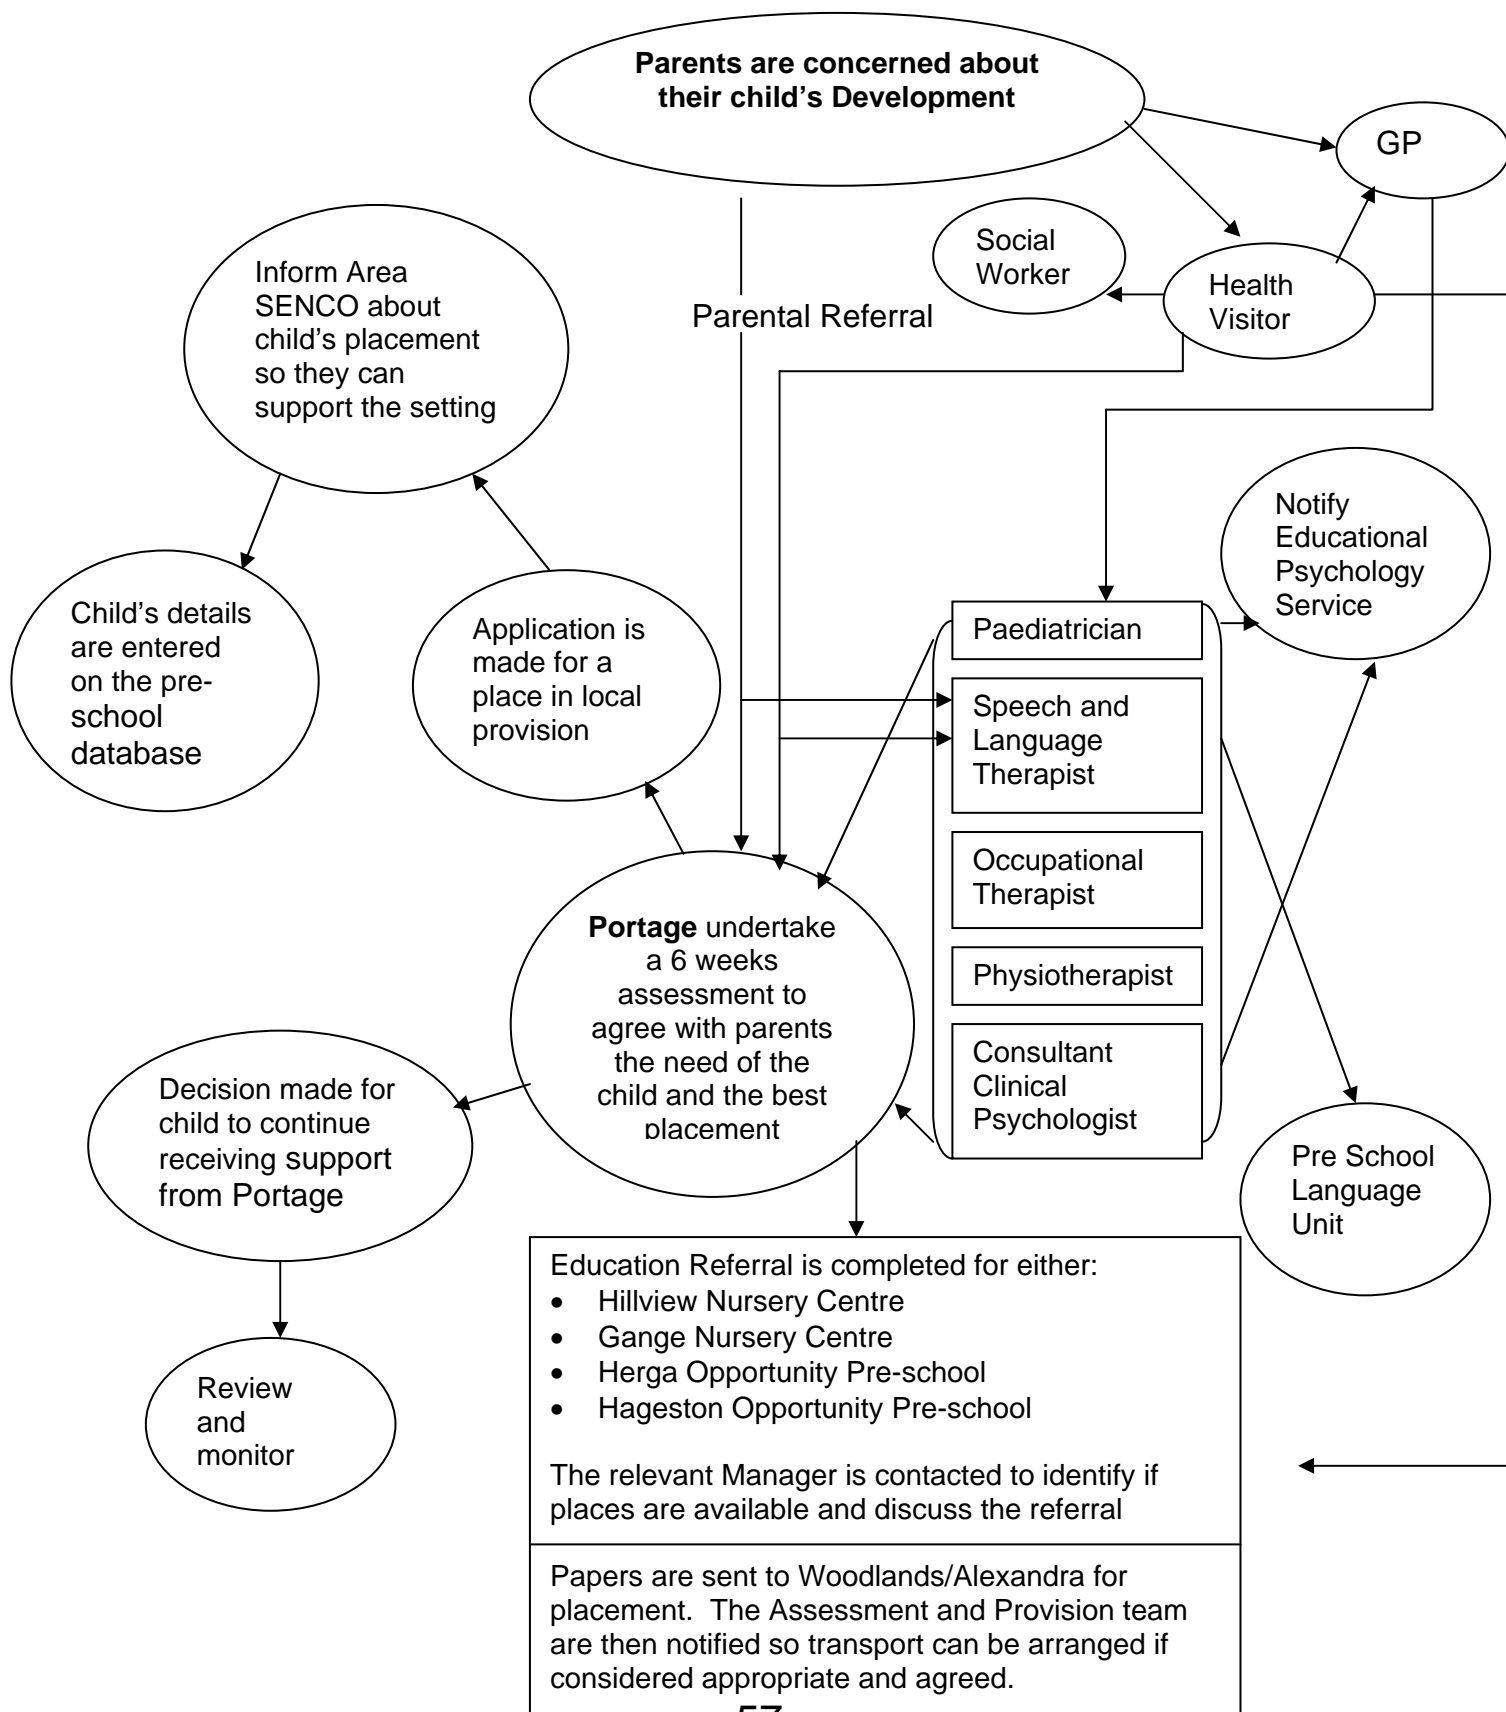 Parents are concerned about
their child's Development
GP
Social
Worker
Health
Visitor
Parental Referral
Inform Area
SENCO about
child's placement
so they can
support the setting
Notify
Educational
Psychology
Service
Child's details
are entered
on the pre-
school
database
Application is
made for a
place in local
provision
Paediatrician
Speech and
Language
Therapist
Occupational
Therapist
Physiotherapist
Consultant
Clinical
Psychologist
Portage undertake
a 6 weeks
assessment to
agree with parents
the need of the
child and the best
placement
Decision made for
child to continue
receiving support
from Portage
Pre School
Language
Unit
Review
and
monitor
Education Referral is completed for either:
• Hillview Nursery Centre
• Gange Nursery Centre
• Herga Opportunity Pre-school
• Hageston Opportunity Pre-school
The relevant Manager is contacted to identify if
places are available and discuss the referral
Papers are sent to Woodlands/Alexandra for
placement. The Assessment and Provision team
are then notified so transport can be arranged if
considered appropriate and agreed.
57